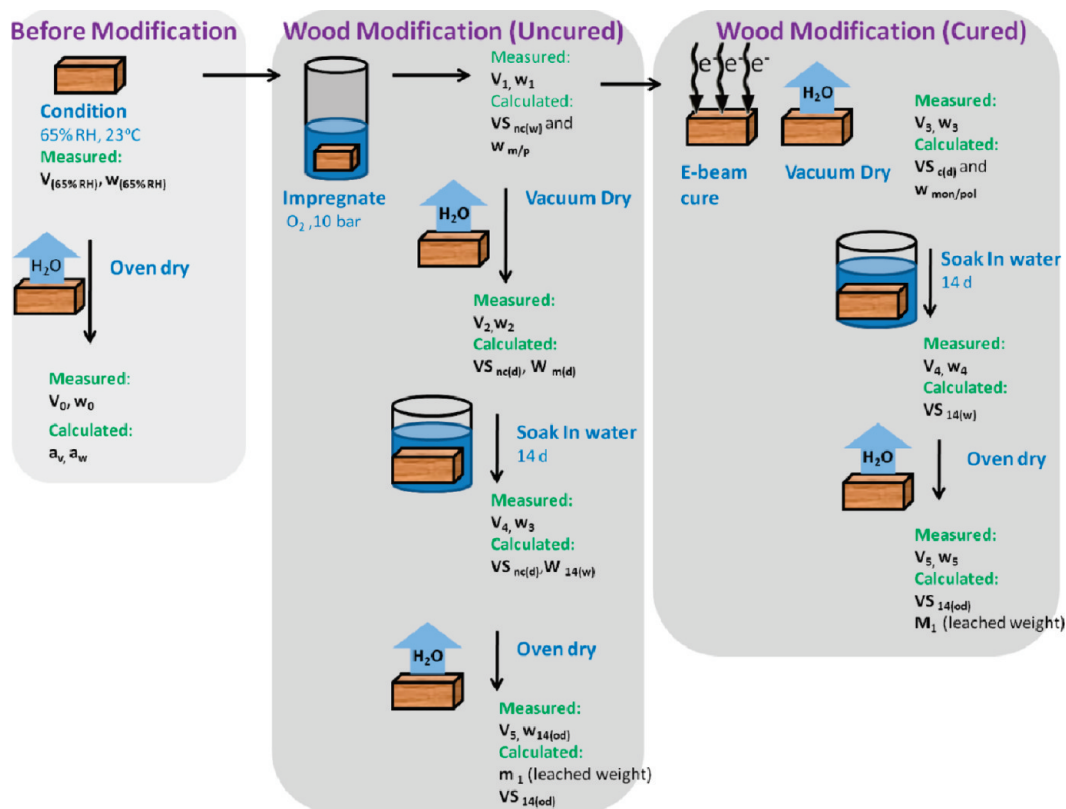 Before Modification
Condition
65% RH, 23°C
Measured:
V(65% RH), w(65% RH)
H₂O
Oven dry
Measured:
V₀, w₀
Calculated:
aᵥ, a_w
Wood Modification (Uncured)
Impregnate
O₂ ,10 bar
Measured:
V₁, w₁
Calculated:
VS nc(w) and
w m/p
H₂O
Vacuum Dry
Measured:
V₂, w₂
Calculated:
VS nc(d), W m(d)
Soak In water
14 d
Measured:
V₄, w₃
Calculated:
VS nc(d), W 14(w)
H₂O
Oven dry
Measured:
V₅, w14(od)
Calculated:
m ₁ (leached weight)
VS 14(od)
Wood Modification (Cured)
e⁻ e⁻ e⁻
H₂O
E-beam
cure
Vacuum Dry
Measured:
V₃, w₃
Calculated:
VS c(d) and
w mon/pol
Soak In water
14 d
Measured:
V₄, w₄
Calculated:
VS 14(w)
H₂O
Oven dry
Measured:
V₅, w₅
Calculated:
VS 14(od)
M₁ (leached weight)